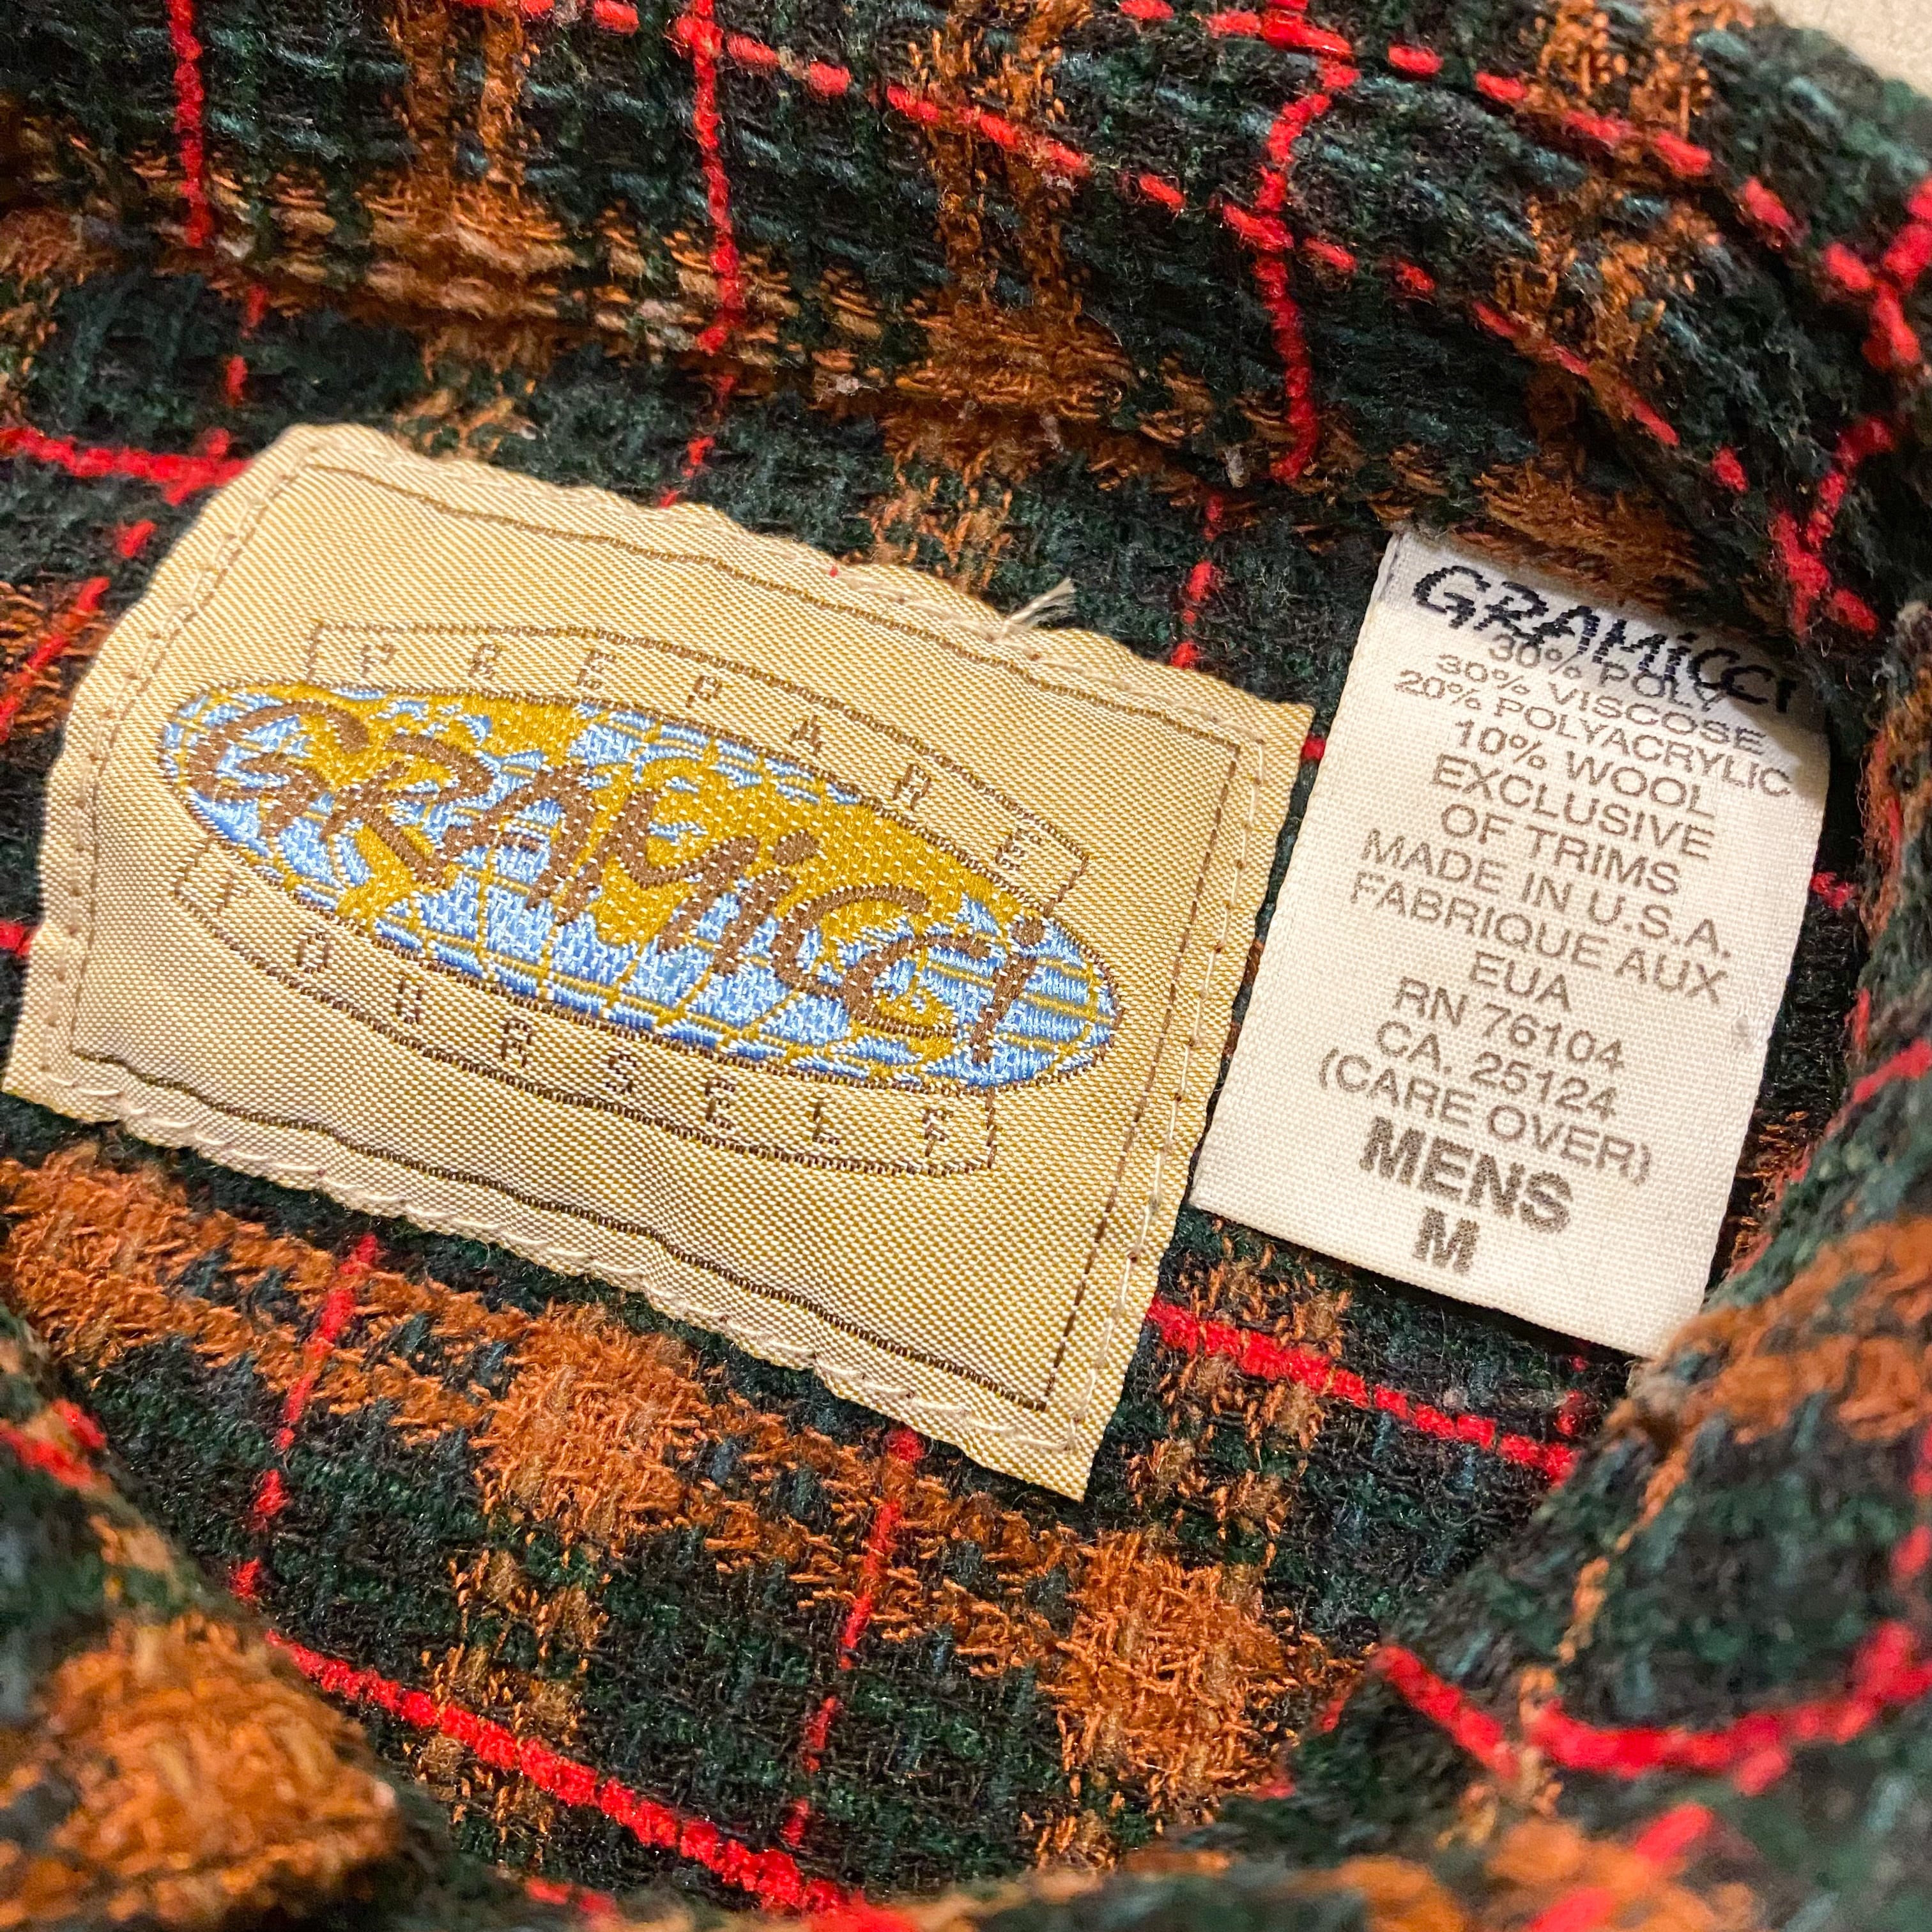 PREPARE
GRAMiCCi
YOURSELF
GRAMiCCi
30% POLY
30% VISCOSE
20% POLYACRYLIC
10% WOOL
EXCLUSIVE
OF TRIMS
MADE IN U.S.A.
FABRIQUE AUX
EUA
RN 76104
CA. 25124
(CARE OVER)
MENS
M